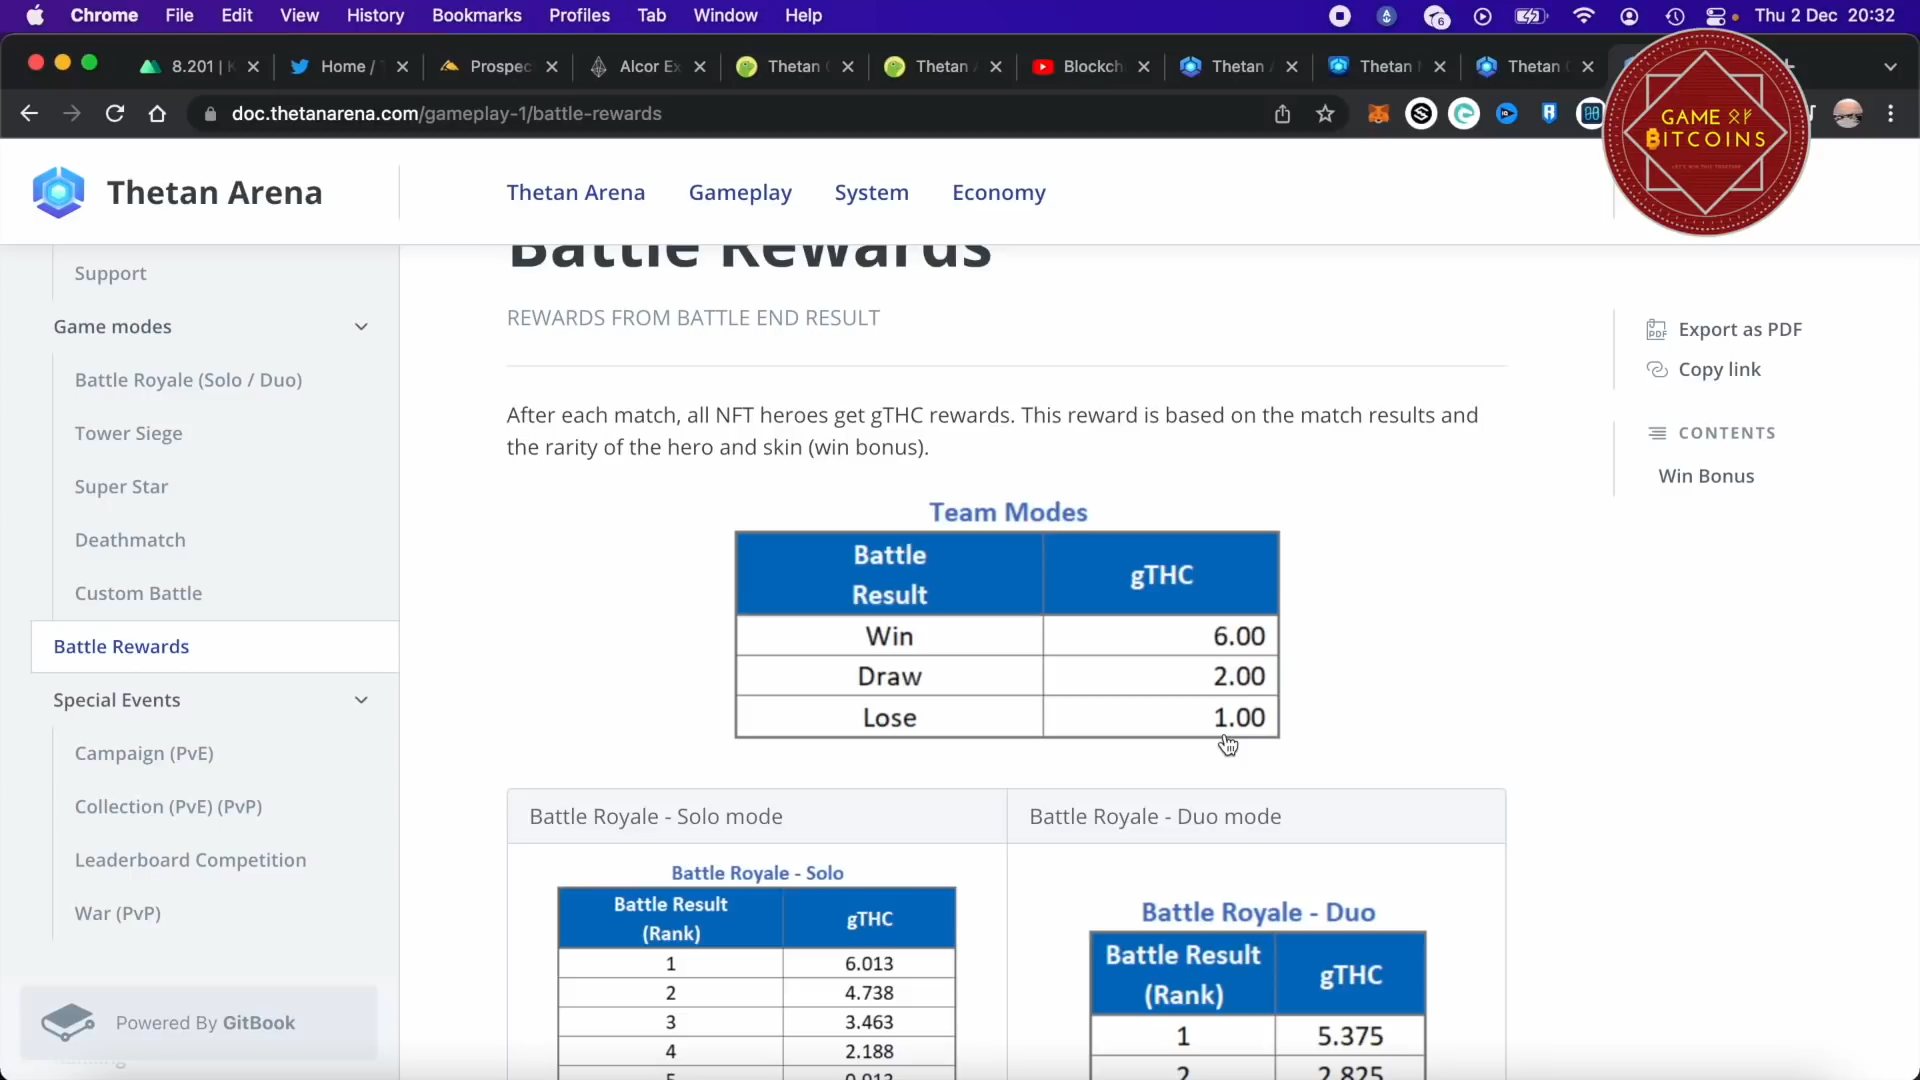 Chrome File Edit View History Bookmarks Profiles Tab Window Help 6 Thu 2 Dec 20:32
8.201 | Home / Prospec Alcor Ex Thetan Thetan Blockch Thetan Thetan Thetan
doc.thetanarena.com/gameplay-1/battle-rewards
GAME OF
BITCOINS
Thetan Arena
Thetan Arena Gameplay System Economy
Battle Rewards
Support
Game modes
Battle Royale (Solo / Duo)
Tower Siege
Super Star
Deathmatch
Custom Battle
Battle Rewards
Special Events
Campaign (PvE)
Collection (PvE) (PvP)
Leaderboard Competition
War (PvP)
Powered By GitBook
REWARDS FROM BATTLE END RESULT
After each match, all NFT heroes get gTHC rewards. This reward is based on the match results and
the rarity of the hero and skin (win bonus).
Team Modes
Battle
Result gTHC
Win 6.00
Draw 2.00
Lose 1.00
Battle Royale - Solo mode Battle Royale - Duo mode
Battle Royale - Solo
Battle Result
(Rank) gTHC
1 6.013
2 4.738
3 3.463
4 2.188
Battle Royale - Duo
Battle Result
(Rank) gTHC
1 5.375
2 2.825
Export as PDF
Copy link
CONTENTS
Win Bonus